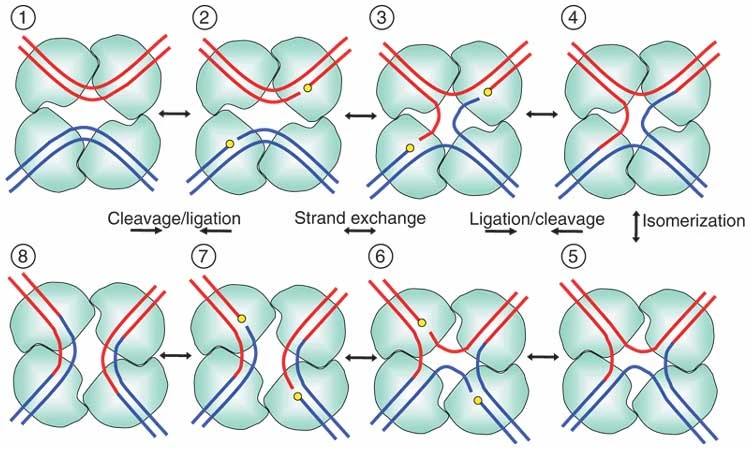 1 2 3 4
Cleavage/ligation Strand exchange Ligation/cleavage Isomerization
8 7 6 5